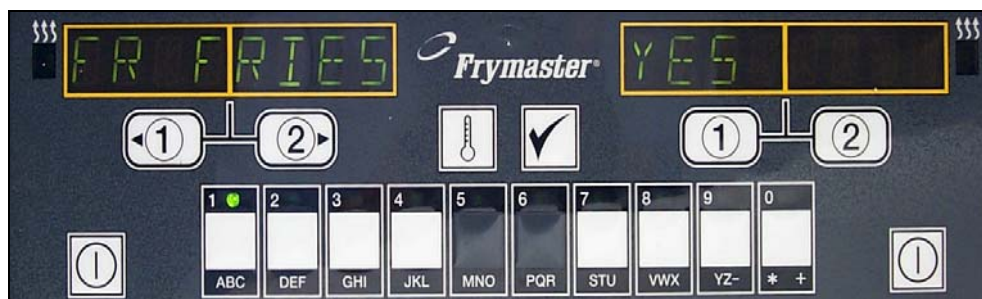 FR FRIES
Frymaster®
YES
1 2
1 2
1 2 3 4 5 6 7 8 9 0
ABC DEF GHI JKL MNO PQR STU VWX YZ- * +